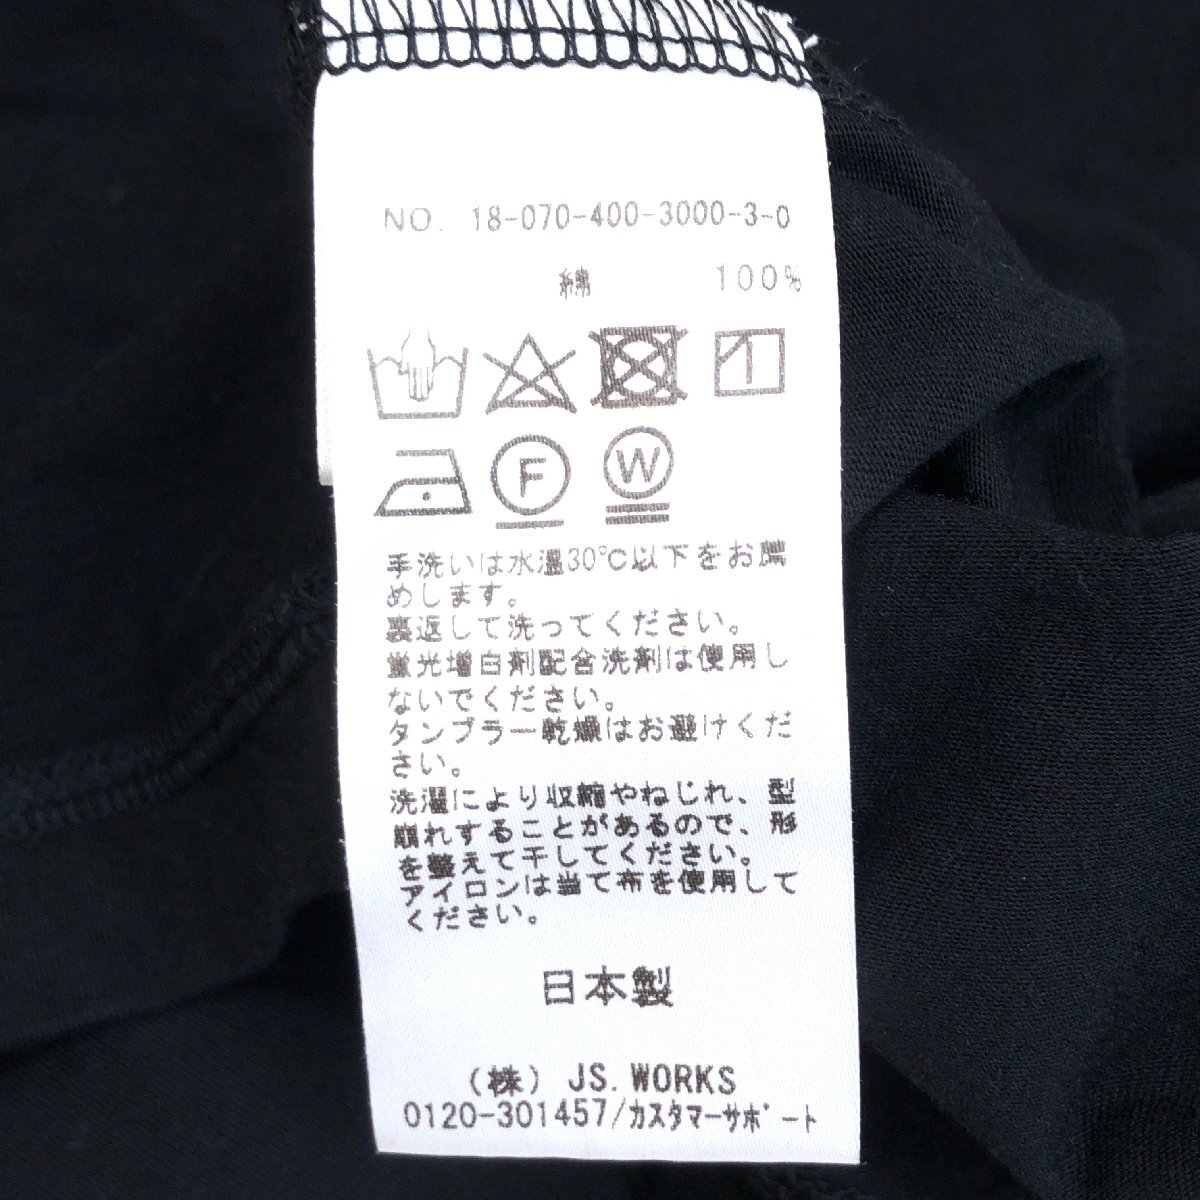 NO. 18-070-400-3000-3-0
綿 100%
F W
手洗いは水温30℃以下をお薦
めします。
裏返して洗ってください。
蛍光増白剤配合洗剤は使用し
ないでください。
タンブラー乾燥はお避けくだ
さい。
洗濯により収縮やねじれ、型
崩れすることがあるので、形
を整えて干してください。
アイロンは当て布を使用して
ください。
日本製
(株) JS.WORKS
0120-301457/カスタマーサポート